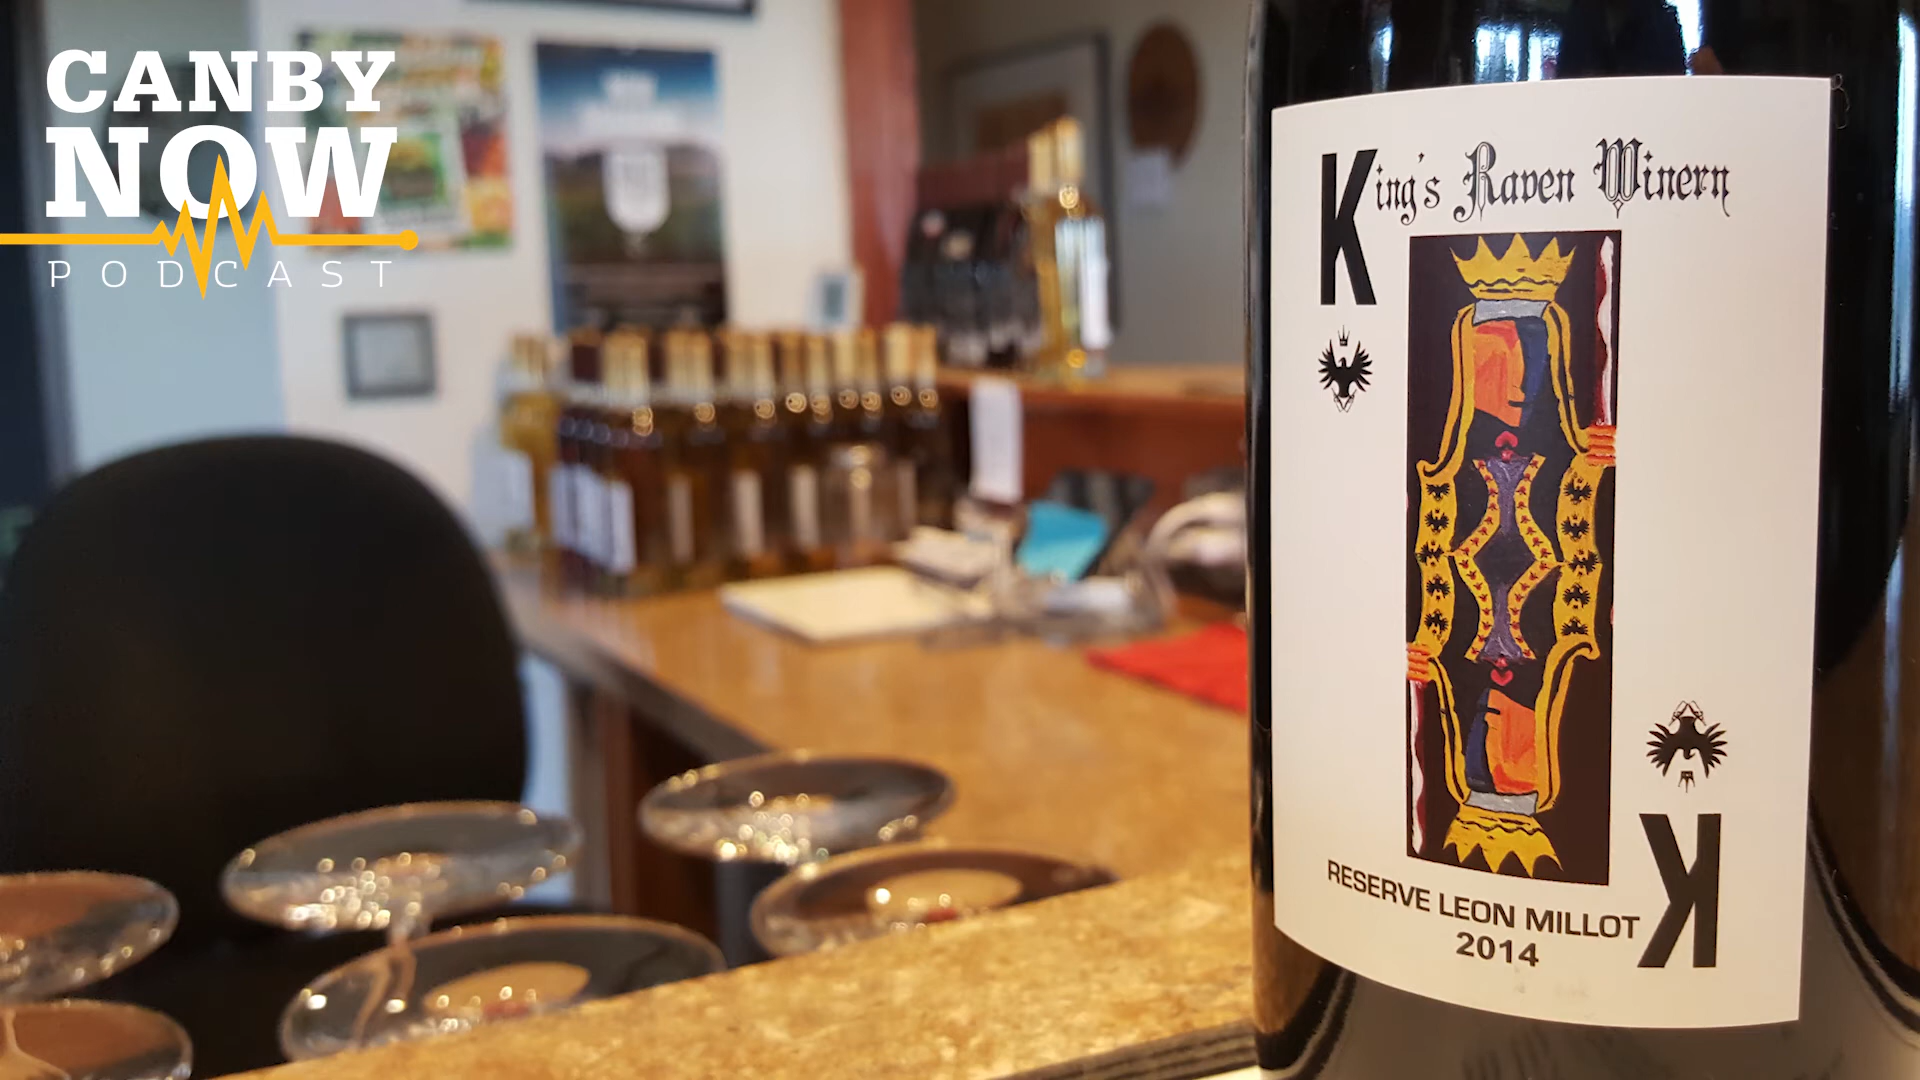 CANBY
NOW
PODCAST
King's Raven Winery
K
RESERVE LEON MILLOT
2014
K